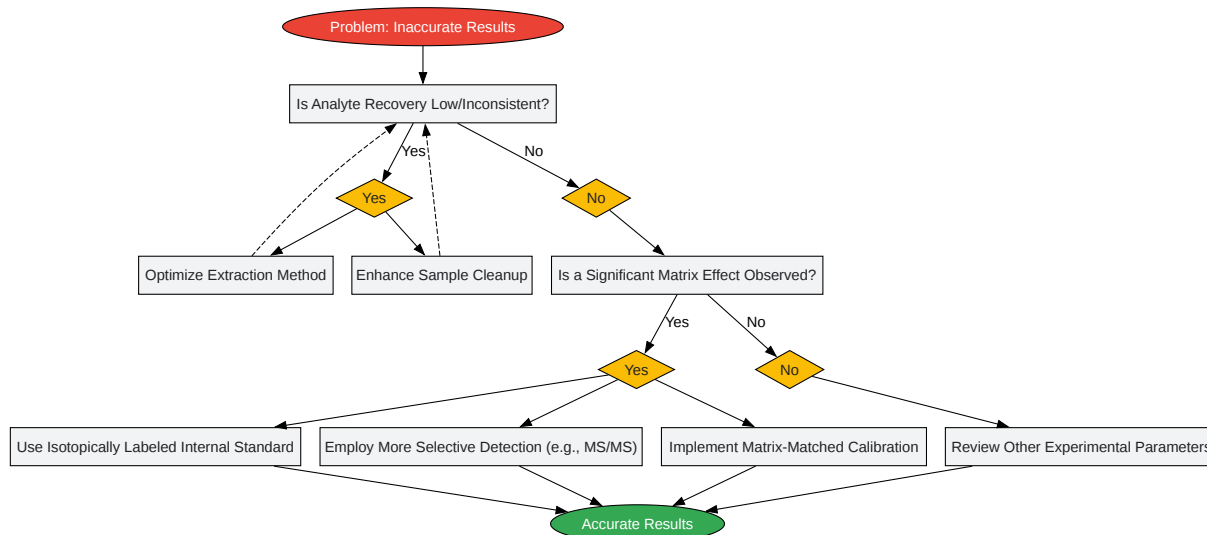 Problem: Inaccurate Results
Is Analyte Recovery Low/Inconsistent?
Yes
No
Yes
No
Optimize Extraction Method
Enhance Sample Cleanup
Is a Significant Matrix Effect Observed?
Yes
No
Yes
No
Use Isotopically Labeled Internal Standard
Employ More Selective Detection (e.g., MS/MS)
Implement Matrix-Matched Calibration
Review Other Experimental Parameters
Accurate Results